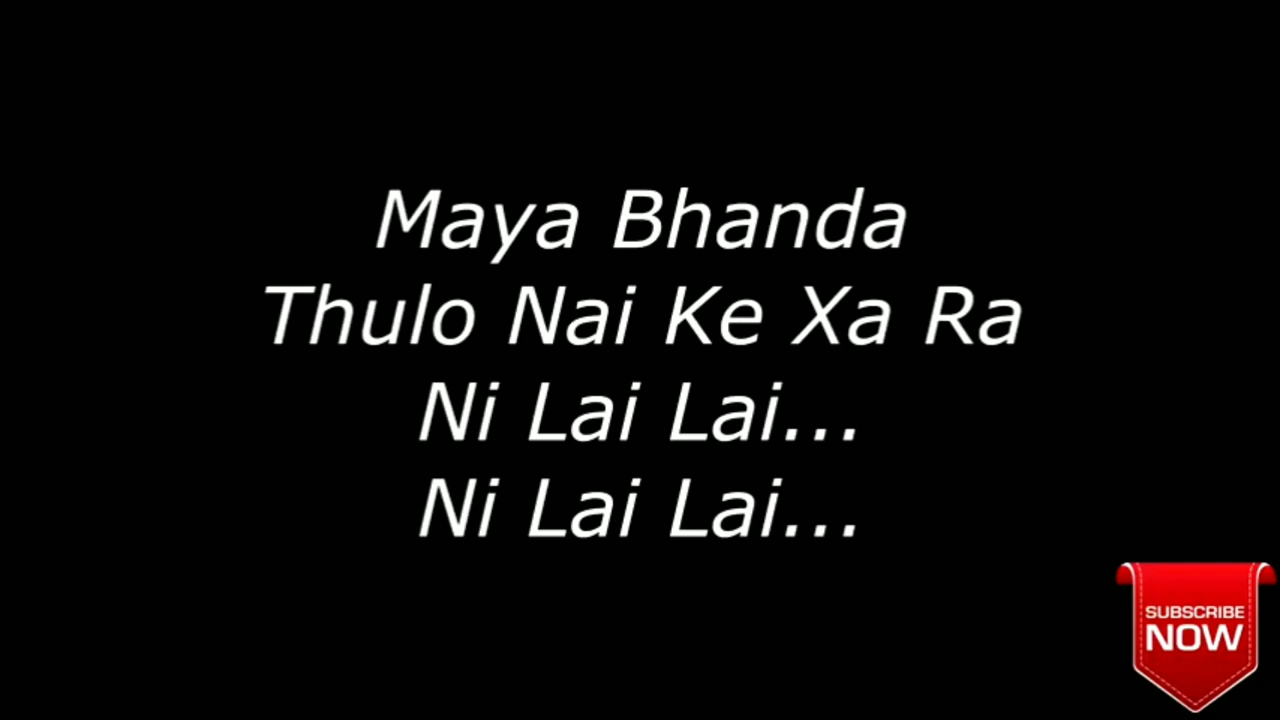 Maya Bhanda
Thulo Nai Ke Xa Ra
Ni Lai Lai...
Ni Lai Lai...
SUBSCRIBE
NOW